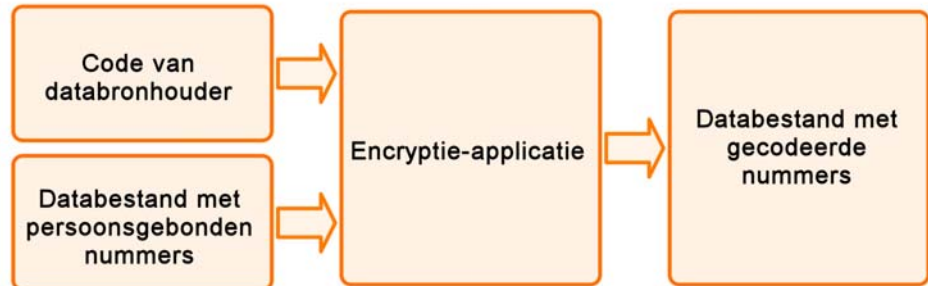 Code van
databronhouder
Databestand met
persoonsgebonden
nummers
Encryptie-applicatie
Databestand met
gecodeerde
nummers